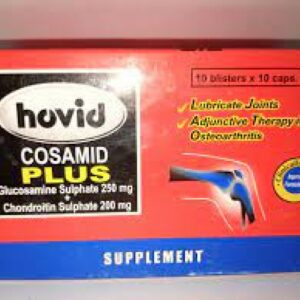 10 blisters x 10 caps.
hovid
COSAMID
PLUS
Glucosamine Sulphate 250 mg
+
Chondroitin Sulphate 200 mg
Lubricate Joints
Adjunctive Therapy
Osteoarthritis
SUPPLEMENT